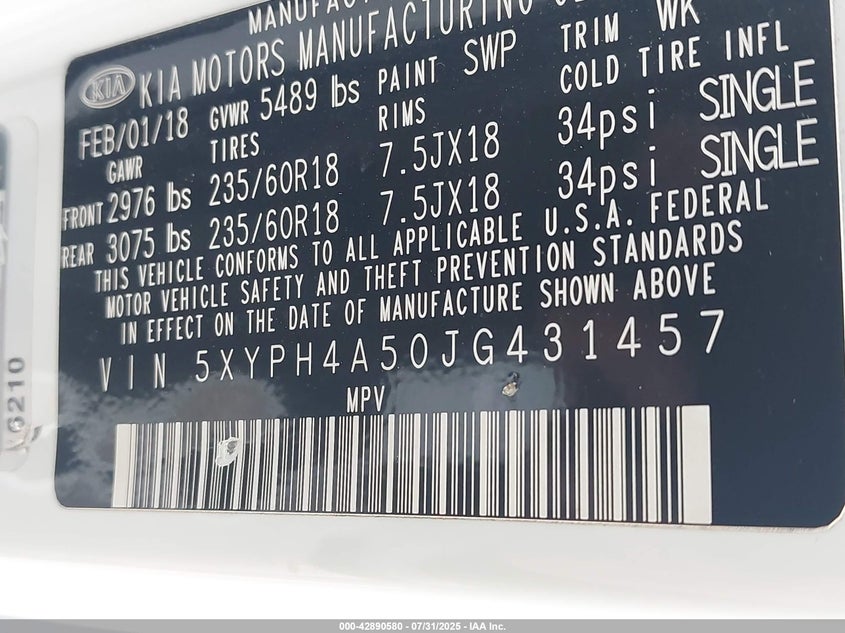 KIA KIA MOTORS MANUFACTURING
FEB/01/18 GVWR 5489 lbs PAINT SWP TRIM WK
GAWR TIRES RIMS COLD TIRE INFL
FRONT 2976 lbs 235/60R18 7.5JX18 34psi SINGLE
REAR 3075 lbs 235/60R18 7.5JX18 34psi SINGLE
THIS VEHICLE CONFORMS TO ALL APPLICABLE U.S.A. FEDERAL
MOTOR VEHICLE SAFETY AND THEFT PREVENTION STANDARDS
IN EFFECT ON THE DATE OF MANUFACTURE SHOWN ABOVE
VIN 5XYPH4A50JG431457
MPV
6210
000-42890580 - 07/31/2025 - IAA Inc.